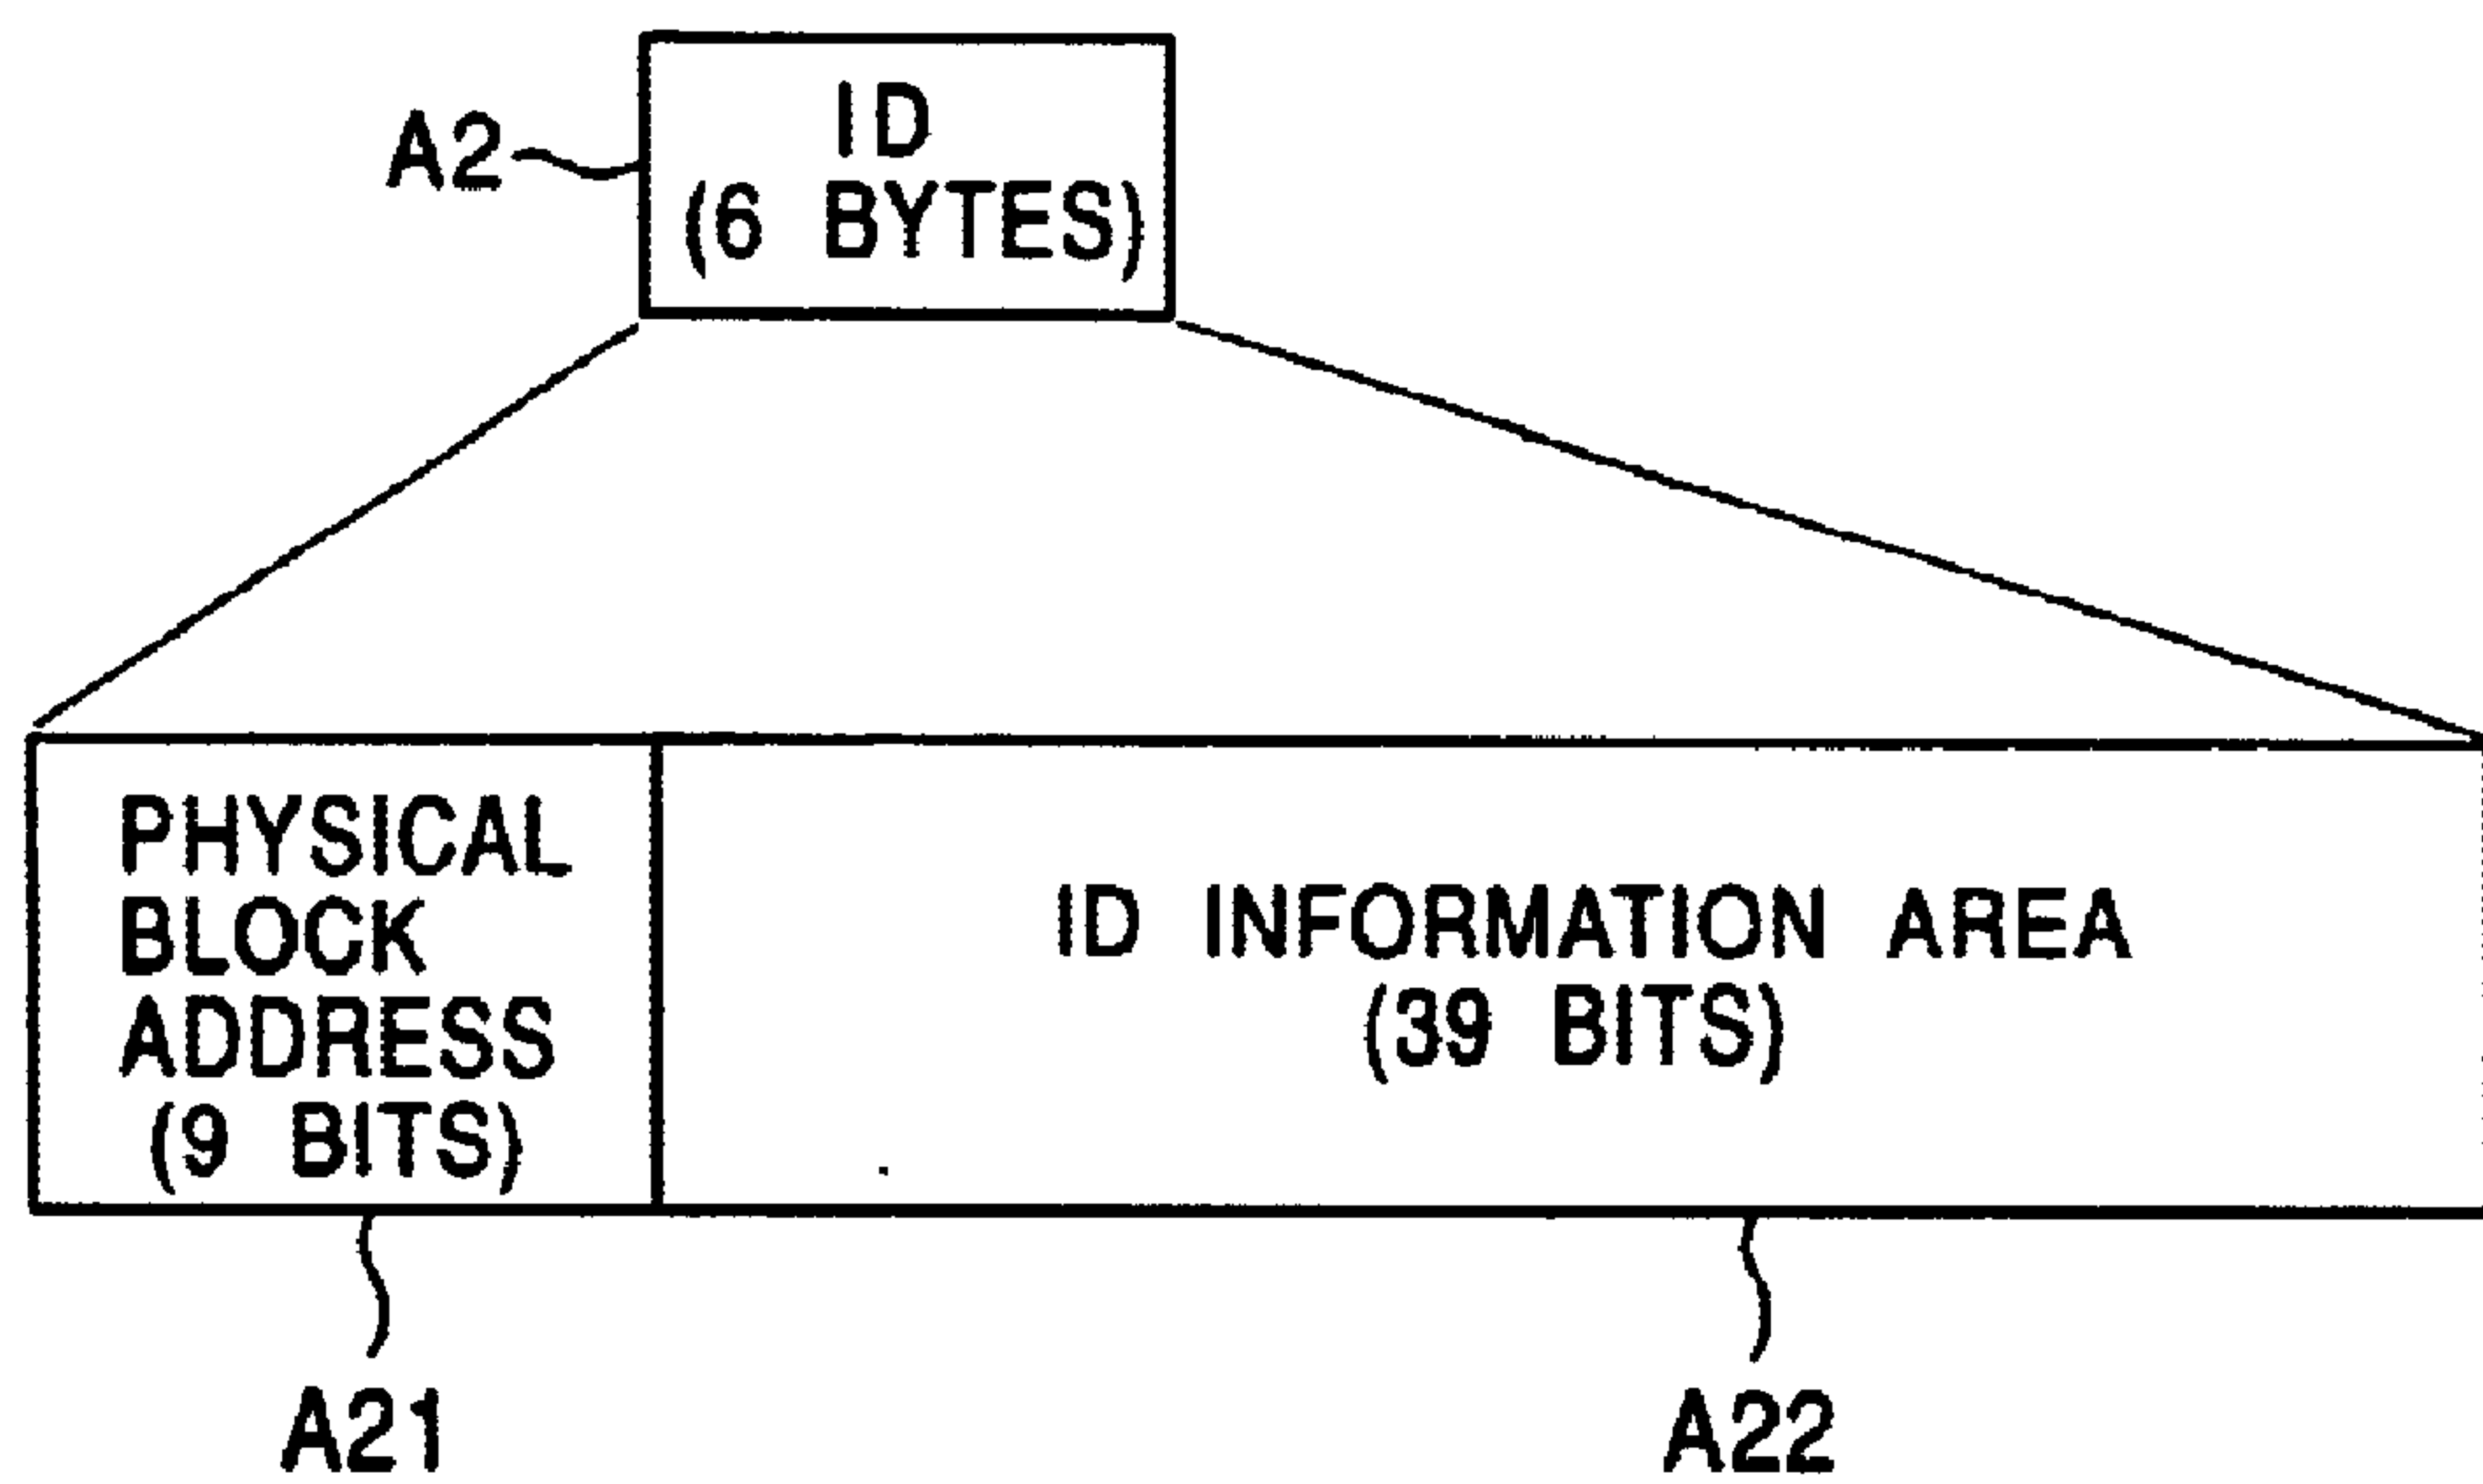 A2
ID
(6 BYTES)
PHYSICAL
BLOCK
ADDRESS
(9 BITS)
ID INFORMATION AREA
(39 BITS)
A21
A22